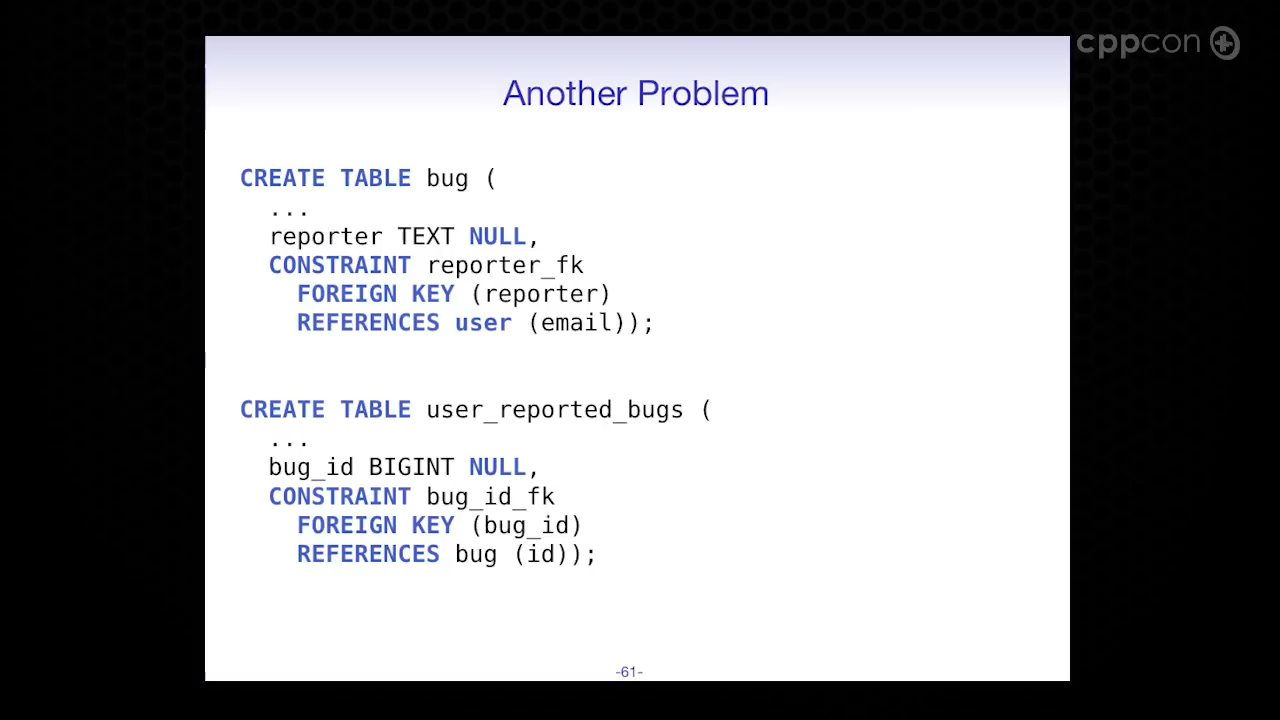 cppcon
Another Problem
CREATE TABLE bug (
...
reporter TEXT NULL,
CONSTRAINT reporter_fk
FOREIGN KEY (reporter)
REFERENCES user (email));
CREATE TABLE user_reported_bugs (
...
bug_id BIGINT NULL,
CONSTRAINT bug_id_fk
FOREIGN KEY (bug_id)
REFERENCES bug (id));
-61-